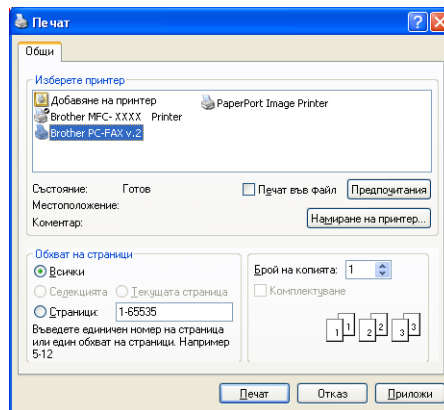 Печат
Общи
Изберете принтер
Добавяне на принтер
PaperPort Image Printer
Brother MFC- XXXX Printer
Brother PC-FAX v.2
Състояние: Готов
Печат във файл
Предпочитания
Местоположение:
Коментар:
Намиране на принтер...
Обхват на страници
Всички
Селекцията
Текущата страница
Страници: 1-65535
Въведете единичен номер на страница
или един обхват на страници. Например
5-12
Брой на копията: 1
Комплектуване
1 1 2 2 3 3
Печат
Отказ
Приложи